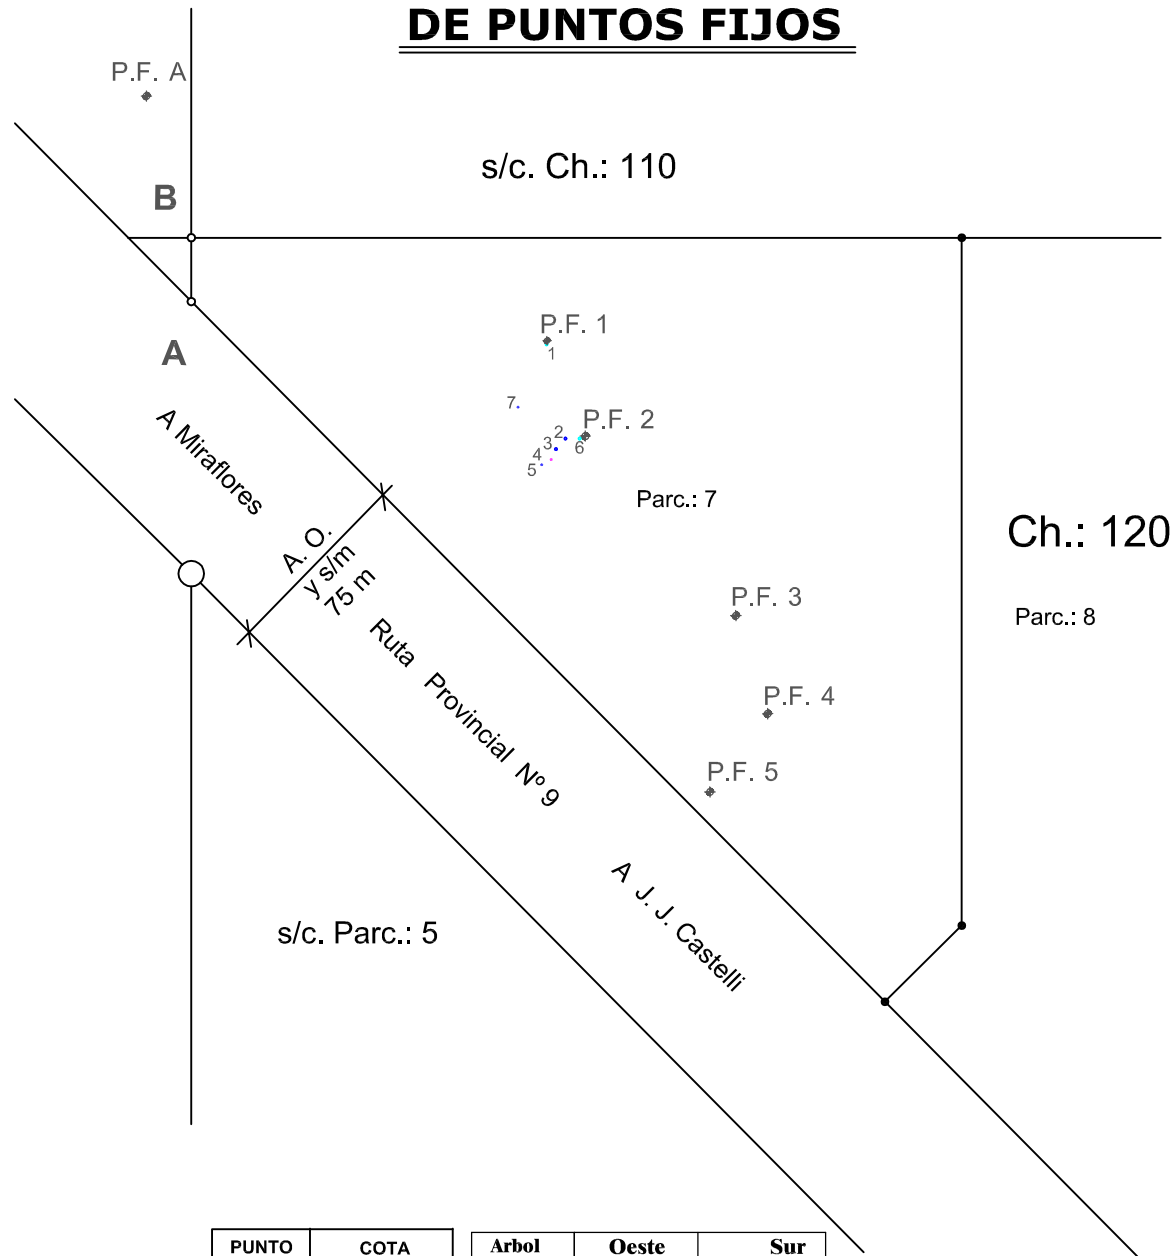 DE PUNTOS FIJOS
P.F. A
s/c. Ch.: 110
B
P.F. 1
1
A
7
P.F. 2
2
3
6
4
5
A Miraflores
Parc.: 7
Ch.: 120
A. O.
y s/m
75 m
P.F. 3
Parc.: 8
Ruta Provincial Nº 9
P.F. 4
P.F. 5
A J. J. Castelli
s/c. Parc.: 5
PUNTO COTA
Arbol Oeste Sur